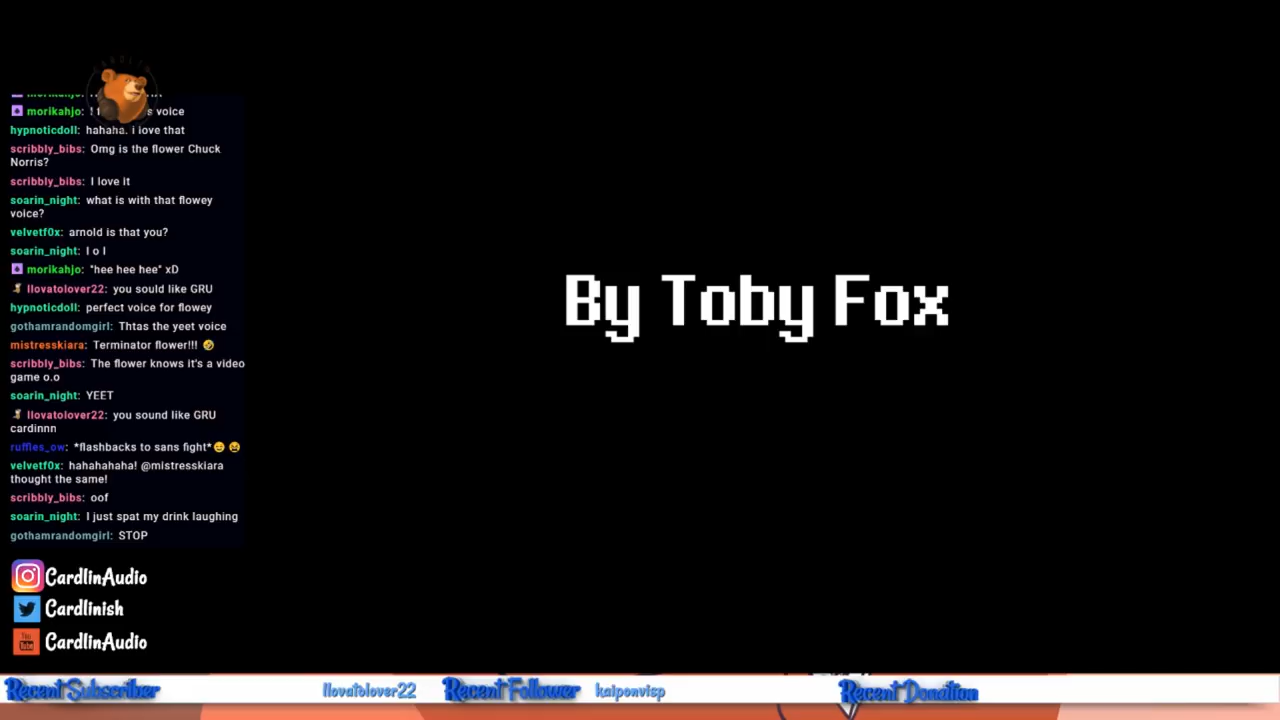 morikahjo: voice
hypnoticdoll: hahaha. i love that
scribbly_bibs: Omg is the flower Chuck
Norris?
scribbly_bibs: I love it
soarin_night: what is with that flowey
voice?
velvetf0x: arnold is that you?
soarin_night: l o l
morikahjo: "hee hee hee" xD
llovatolover22: you sould like GRU
hypnoticdoll: perfect voice for flowey
gothamrandomgirl: Thtas the yeet voice
mistresskiara: Terminator flower!!! 🤣
scribbly_bibs: The flower knows it's a video
game o.o
soarin_night: YEET
llovatolover22: you sound like GRU
cardinnn
ruffles_ow: *flashbacks to sans fight*
velvetf0x: hahahahaha! @mistresskiara
thought the same!
scribbly_bibs: oof
soarin_night: I just spat my drink laughing
gothamrandomgirl: STOP
By Toby Fox
CardlinAudio
Cardlinish
You Tube CardlinAudio
Recent Subscriber llovatolover22 Recent Follower kaiponvisp Recent Donation